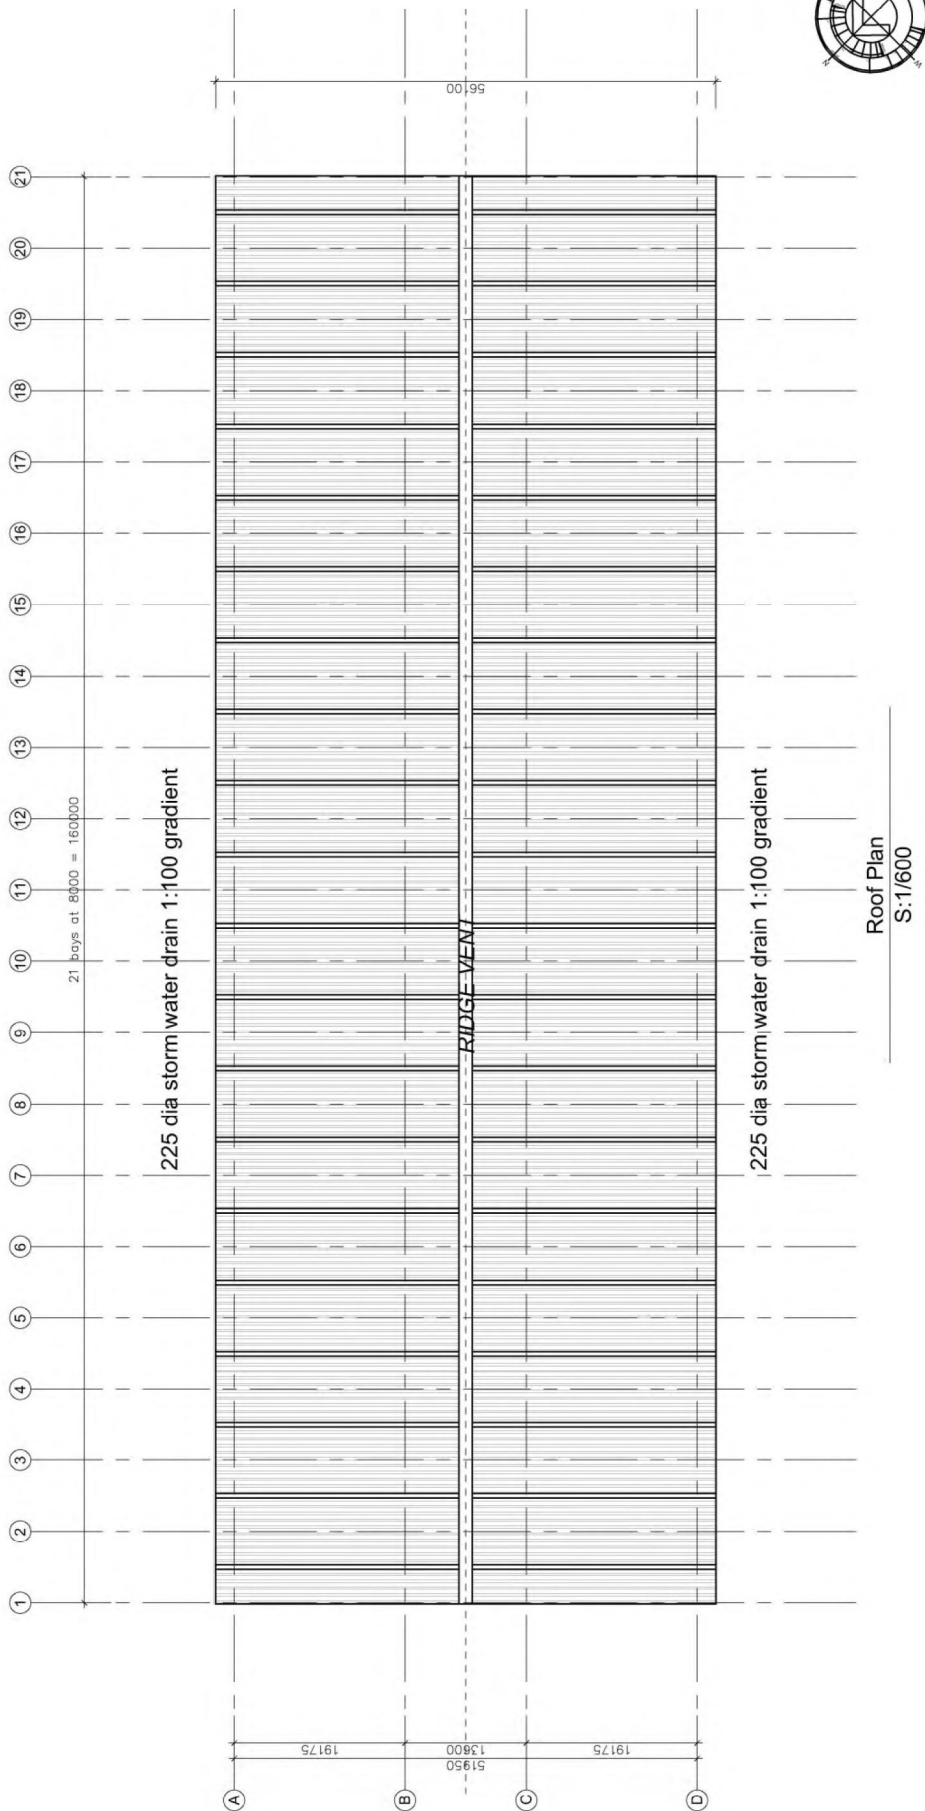 N
W
56100
21
20
19
18
17
16
15
14
13
12
11
10
9
8
7
6
5
4
3
2
1
21 bays at 8000 = 160000
225 dia storm water drain 1:100 gradient
RIDGE VENT
225 dia storm water drain 1:100 gradient
Roof Plan
S:1/600
19175
13600
19175
51950
A
B
C
D